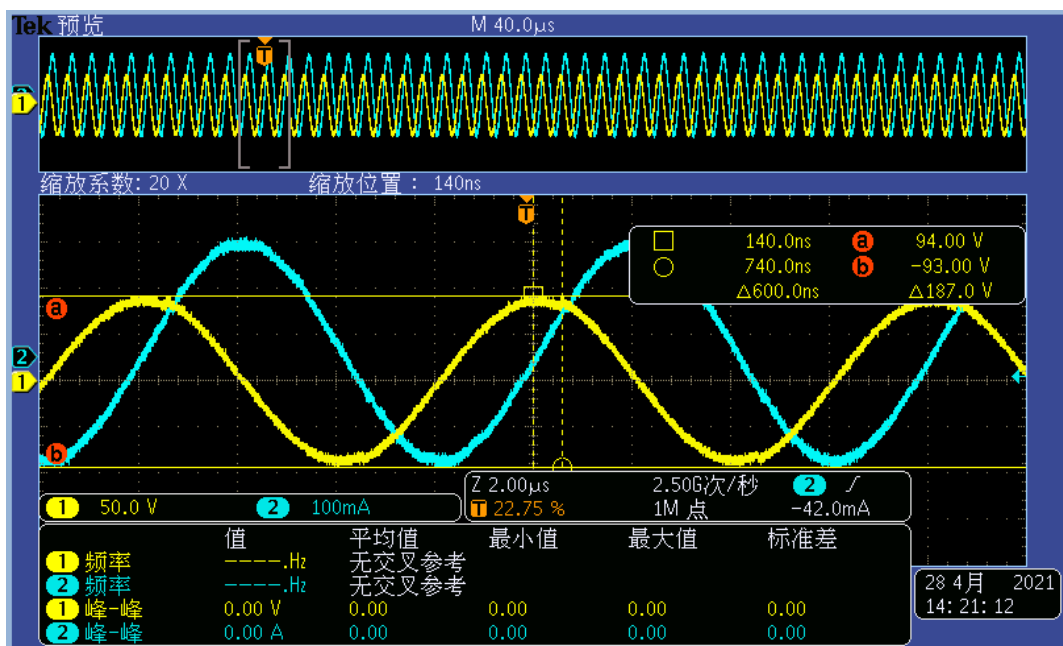 Tek 预览 M 40.0µs
T
2
1
缩放系数: 20 X 缩放位置 : 140ns
T
140.0ns a 94.00 V
740.0ns b -93.00 V
△600.0ns △187.0 V
a
2
1
b
1 50.0 V 2 100mA
Z 2.00µs 2.50G次/秒 2
T 22.75 % 1M 点 -42.0mA
值 平均值 最小值 最大值 标准差
1 频率 ----.Hz 无交叉参考
2 频率 ----.Hz 无交叉参考
1 峰-峰 0.00 V 0.00 0.00 0.00 0.00
2 峰-峰 0.00 A 0.00 0.00 0.00 0.00
28 4月 2021
14:21:12